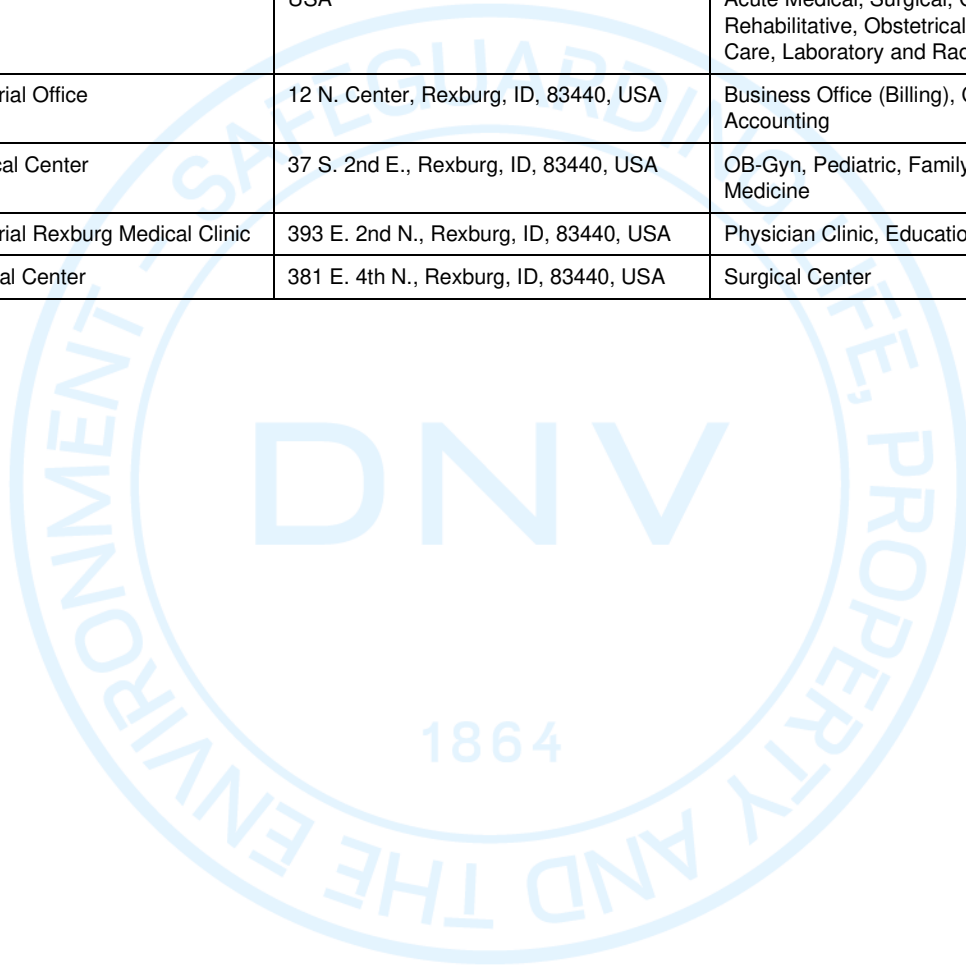 USA
Acute Medical, Surgical,
Rehabilitative, Obstetrical
Care, Laboratory and
rial Office
12 N. Center, Rexburg, ID, 83440, USA
Business Office (Billing),
Accounting
cal Center
37 S. 2nd E., Rexburg, ID, 83440, USA
OB-Gyn, Pediatric, Family
Medicine
rial Rexburg Medical Clinic
393 E. 2nd N., Rexburg, ID, 83440, USA
Physician Clinic,
al Center
381 E. 4th N., Rexburg, ID, 83440, USA
Surgical Center
SAFEGUARDING LIFE, PROPERTY AND THE ENVIRONMENT
DNV
1864